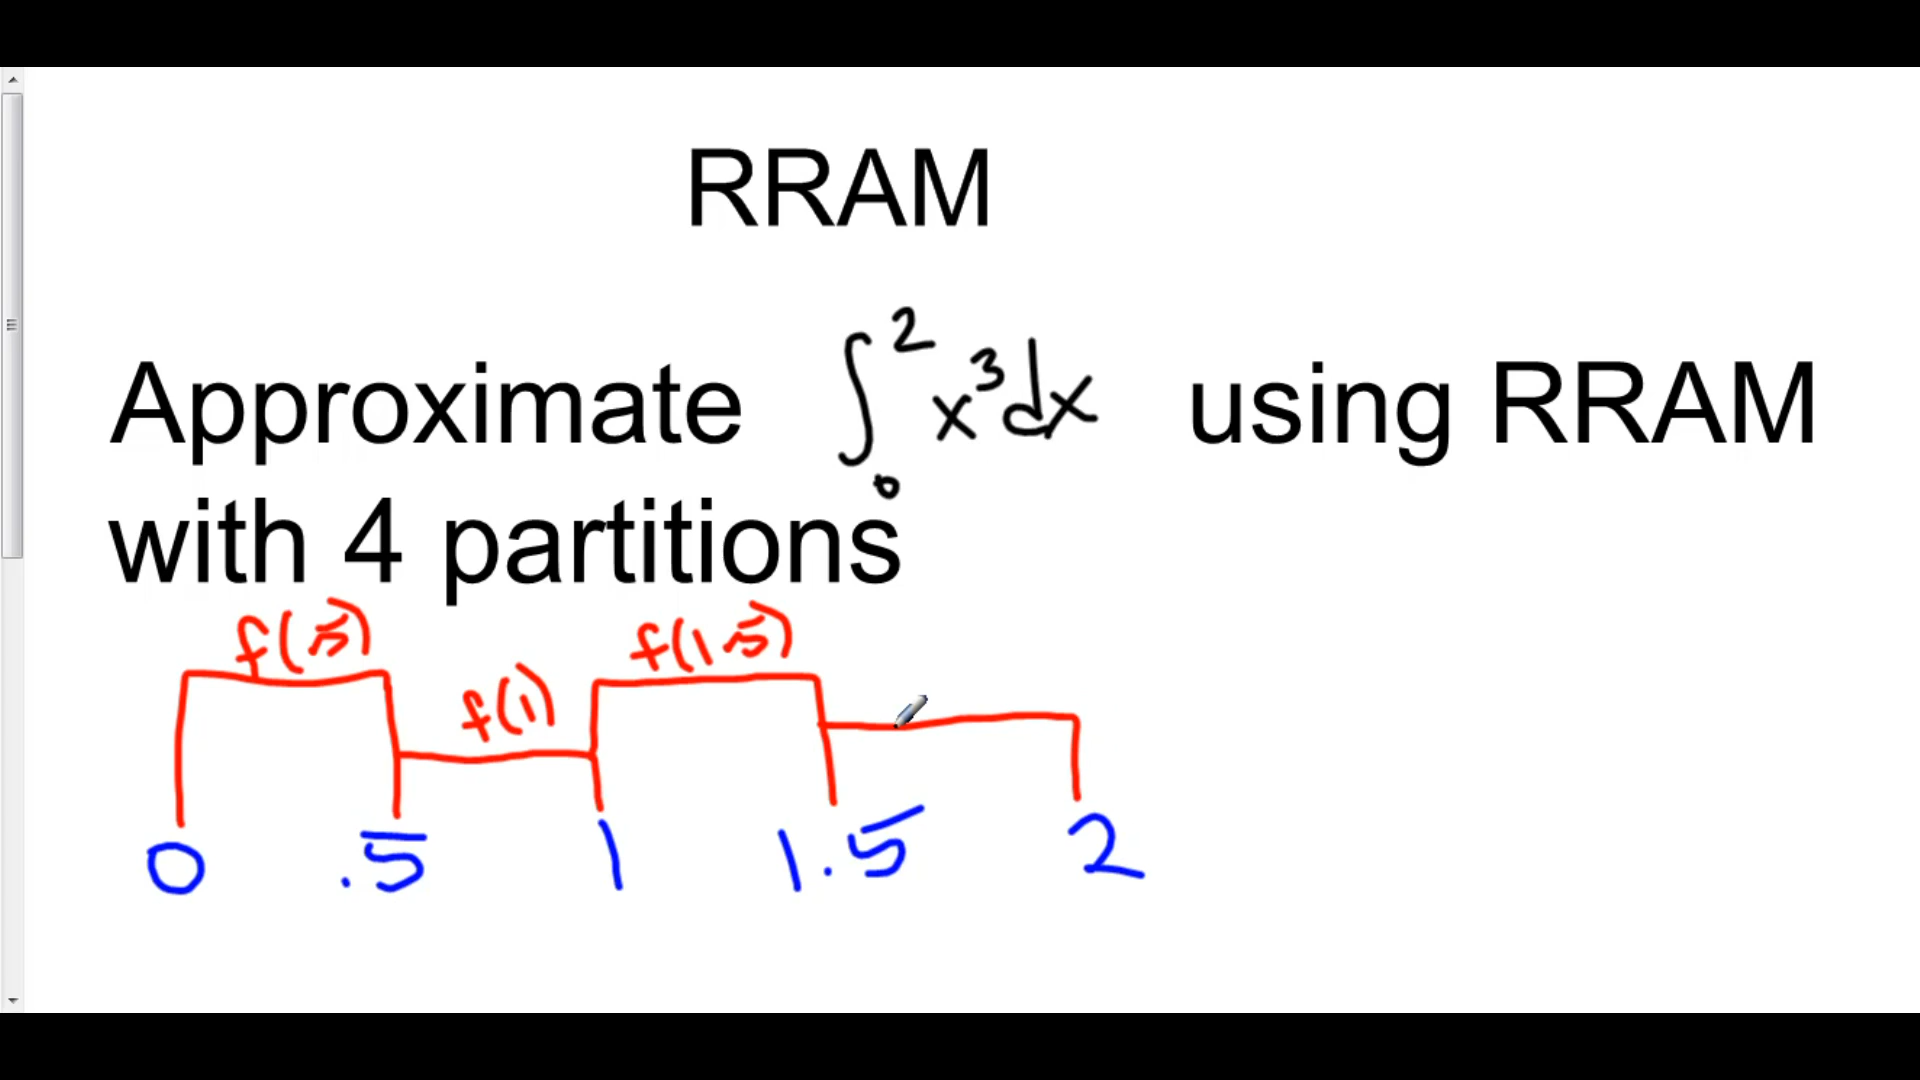 RRAM
Approximate ∫₀² x³dx using RRAM
with 4 partitions
f(.5) f(1) f(1.5)
0 .5 1 1.5 2